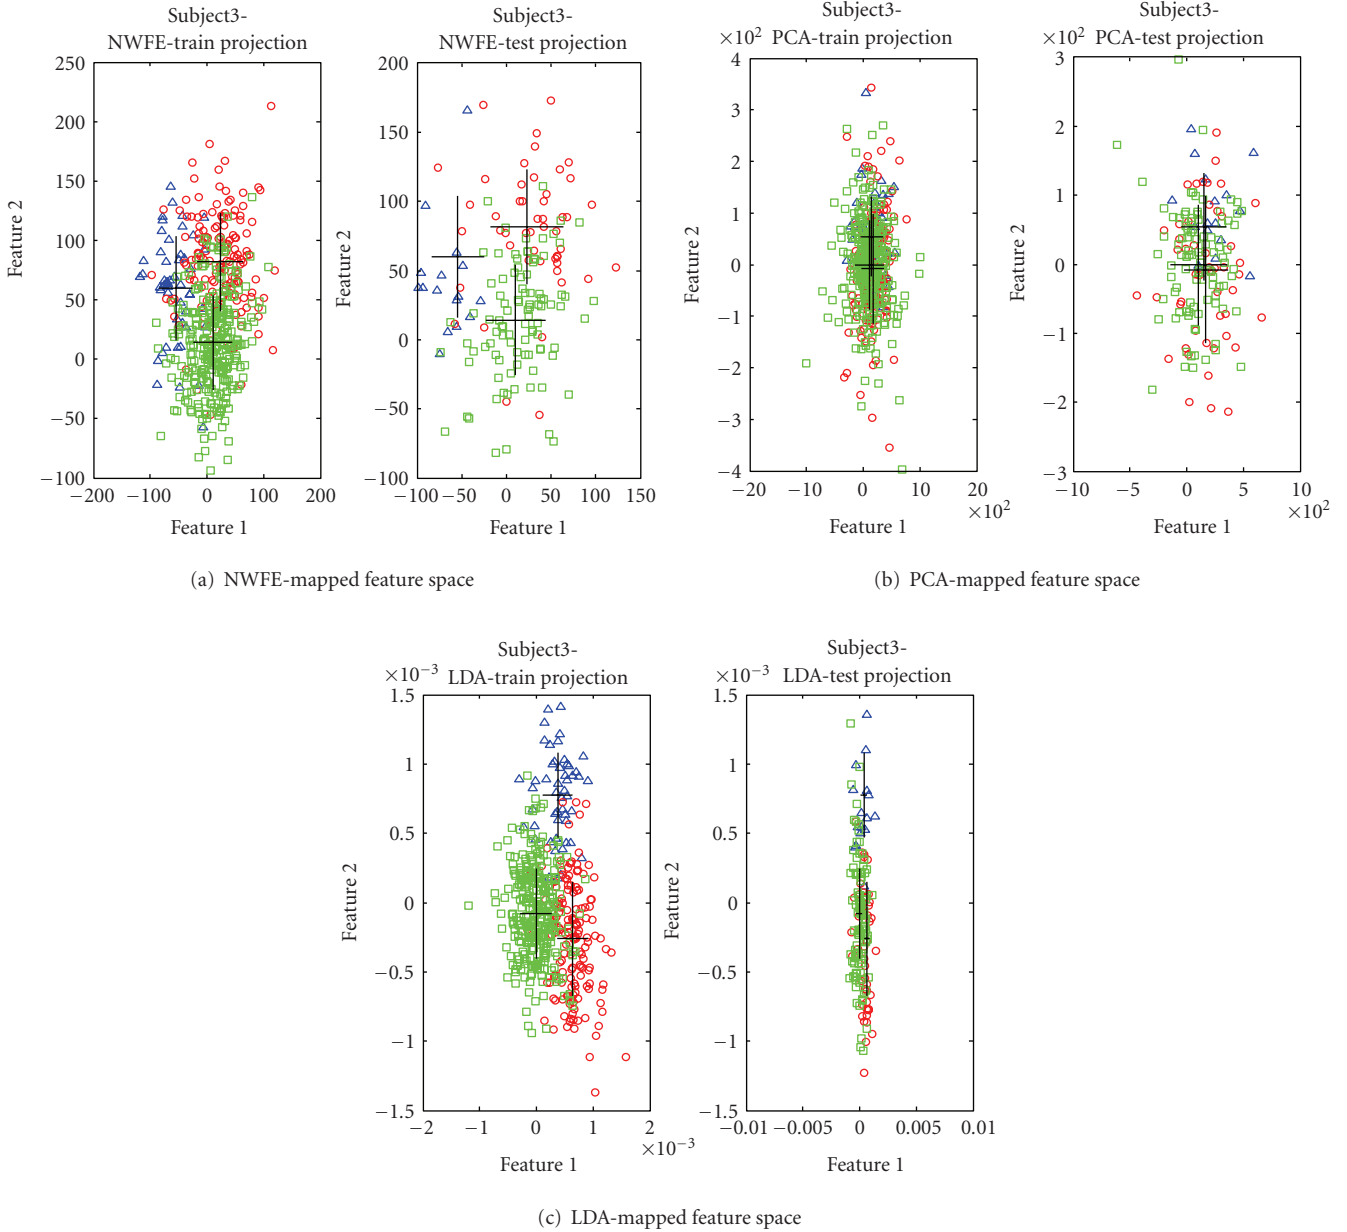 Subject3-
NWFE-train projection
250
200
150
100
50
0
−50
−100
−200
−100
0
100
200
Feature 1
Feature 2
Subject3-
NWFE-test projection
200
150
100
50
0
−50
−100
−100
−50
0
50
100
150
Feature 1
Feature 2
(a) NWFE-mapped feature space
Subject3-
×10² PCA-train projection
4
3
2
1
0
−1
−2
−3
−4
−20
−10
0
10
20
×10²
Feature 1
Feature 2
Subject3-
×10² PCA-test projection
3
2
1
0
−1
−2
−3
−10
−5
0
5
10
×10²
Feature 1
Feature 2
(b) PCA-mapped feature space
Subject3-
×10⁻³ LDA-train projection
1.5
1
0.5
0
−0.5
−1
−1.5
−2
−1
0
1
2
×10⁻³
Feature 1
Feature 2
Subject3-
×10⁻³ LDA-test projection
1.5
1
0.5
0
−0.5
−1
−1.5
−0.01
−0.005
0
0.005
0.01
Feature 1
Feature 2
(c) LDA-mapped feature space